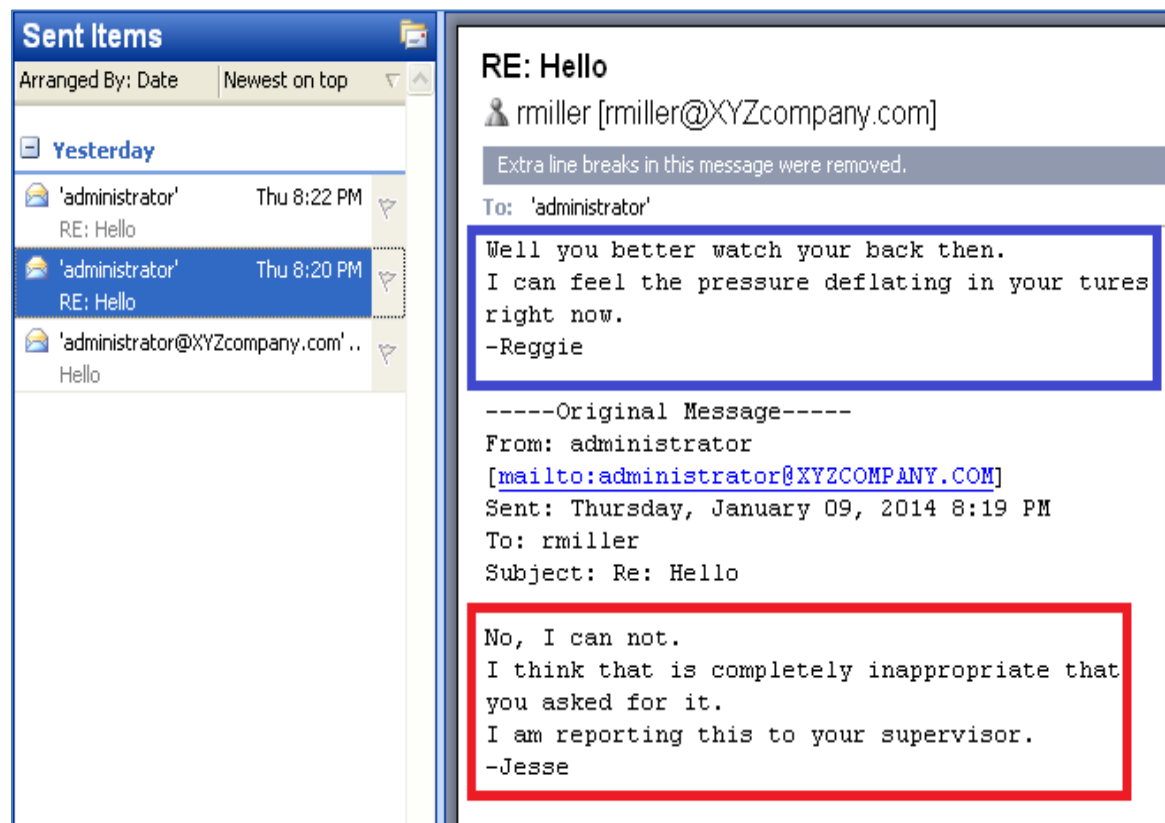 Sent Items
Arranged By: Date Newest on top
Yesterday
'administrator' Thu 8:22 PM
RE: Hello
'administrator' Thu 8:20 PM
RE: Hello
'administrator@XYZcompany.com'..
Hello
RE: Hello
rmiller [rmiller@XYZcompany.com]
Extra line breaks in this message were removed.
To: 'administrator'
Well you better watch your back then.
I can feel the pressure deflating in your tures
right now.
-Reggie
-----Original Message-----
From: administrator
[mailto:administrator@XYZCOMPANY.COM]
Sent: Thursday, January 09, 2014 8:19 PM
To: rmiller
Subject: Re: Hello
No, I can not.
I think that is completely inappropriate that
you asked for it.
I am reporting this to your supervisor.
-Jesse